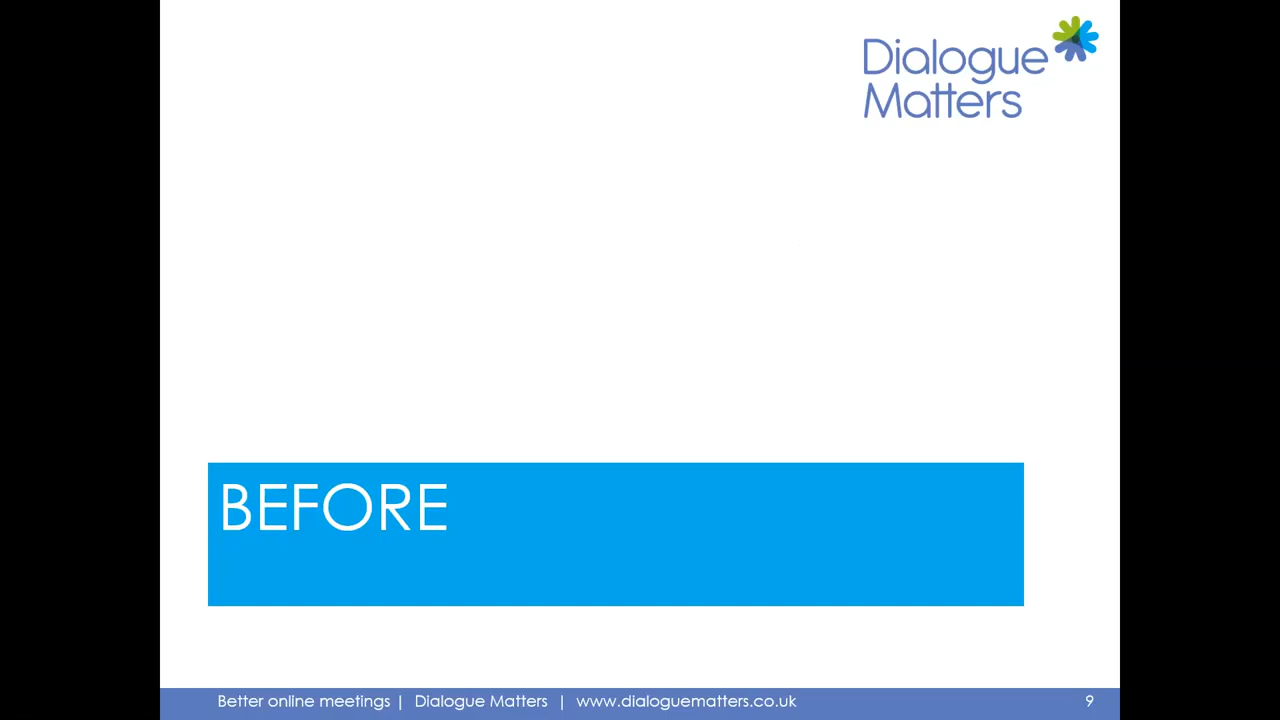 Dialogue
Matters
BEFORE
Better online meetings | Dialogue Matters | www.dialoguematters.co.uk
9